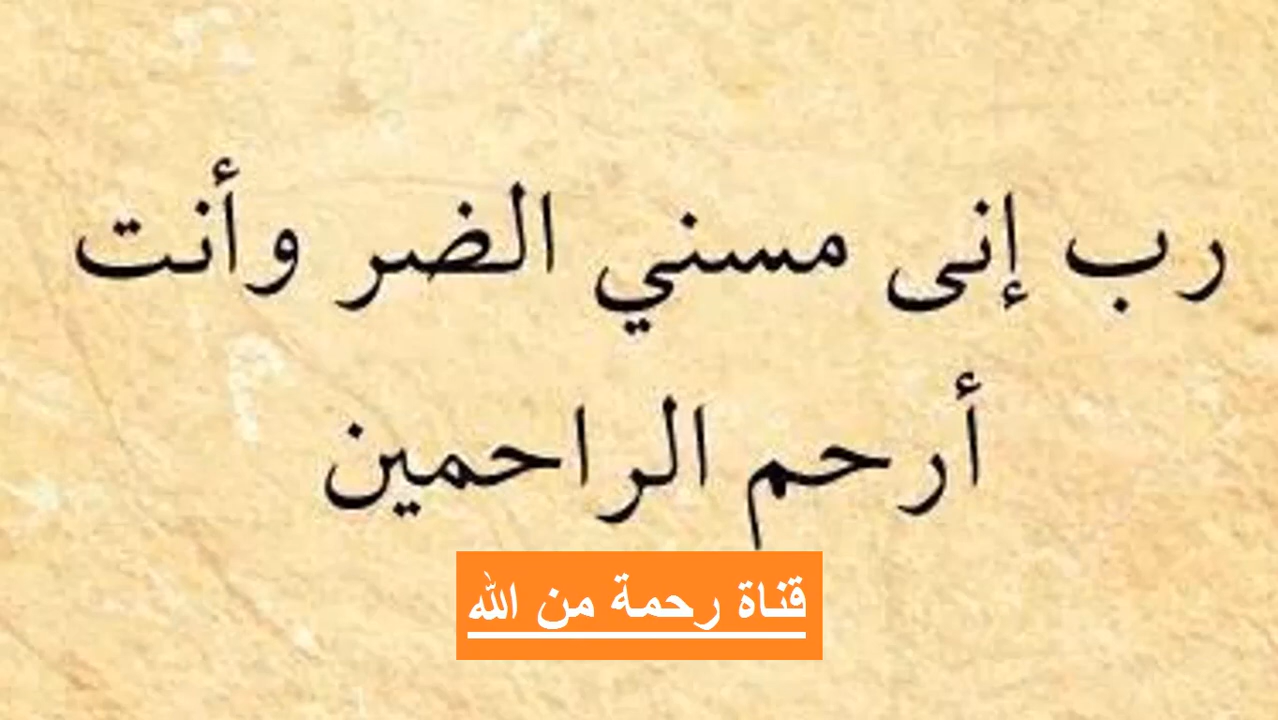 رب إنى مسني الضر وأنت
أرحم الراحمين
قناة رحمة من الله